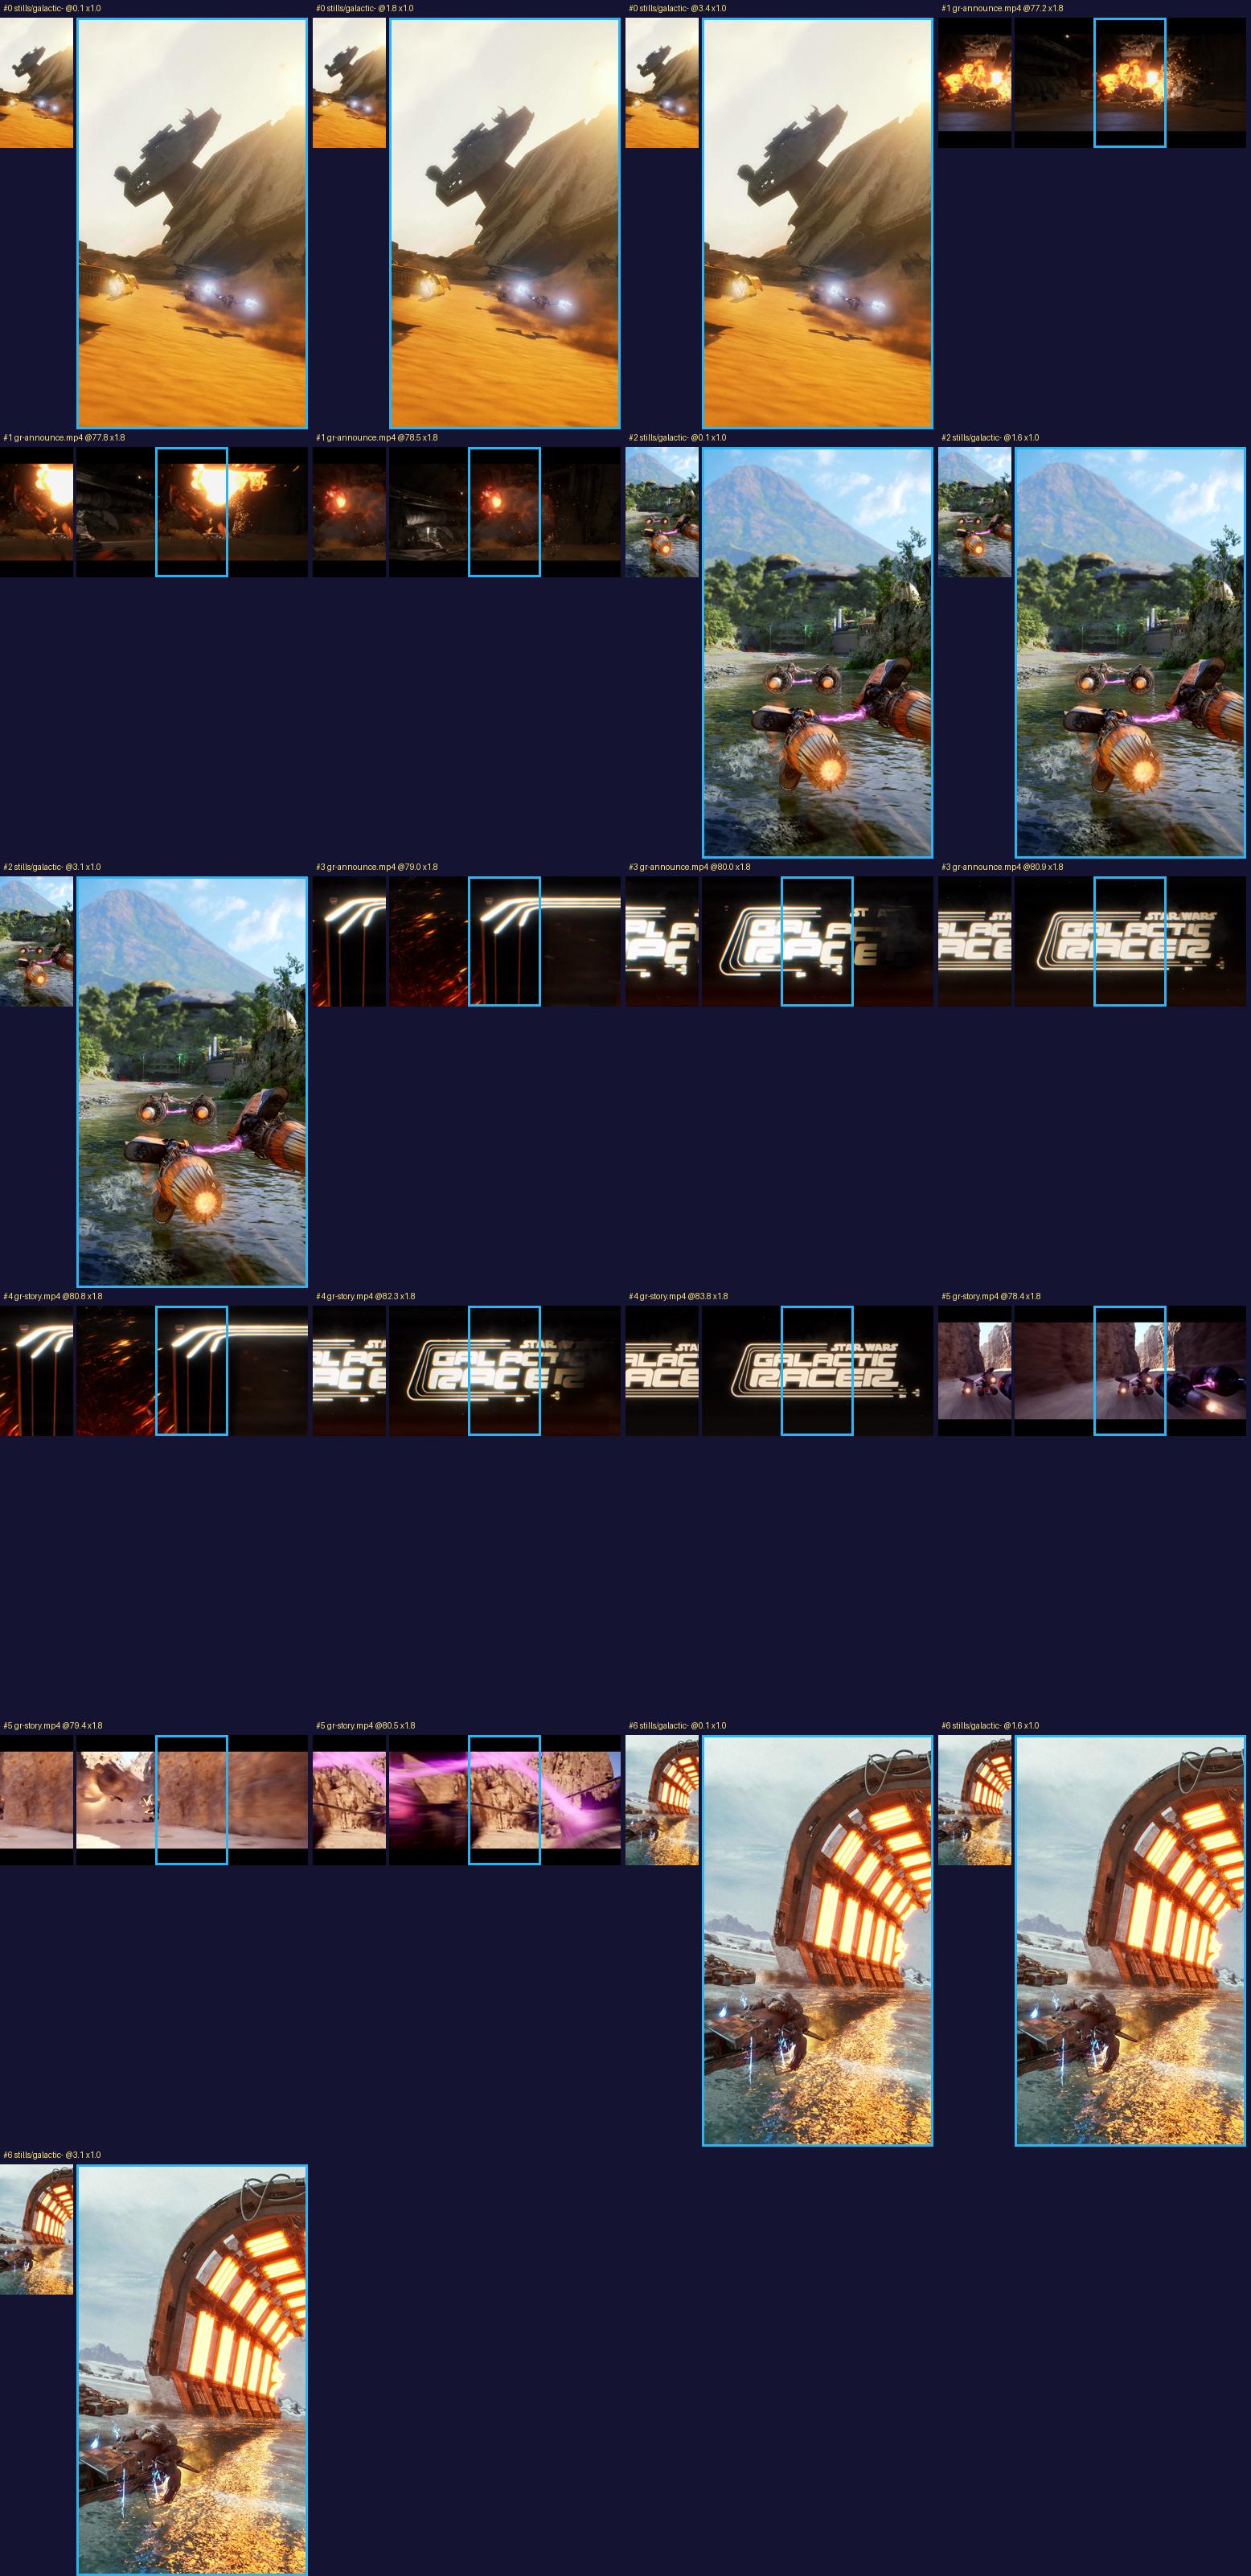 #0 stills/galactic- @0.1 x1.0
#0 stills/galactic- @1.8 x1.0
#0 stills/galactic- @3.4 x1.0
#1 gr-announce.mp4 @77.2 x1.8
#1 gr-announce.mp4 @77.8 x1.8
#1 gr-announce.mp4 @78.5 x1.8
#2 stills/galactic- @0.1 x1.0
#2 stills/galactic- @1.6 x1.0
#2 stills/galactic- @3.1 x1.0
#3 gr-announce.mp4 @79.0 x1.8
#3 gr-announce.mp4 @80.0 x1.8
#3 gr-announce.mp4 @80.9 x1.8
STAR WARS
GALACTIC
RACER
#4 gr-story.mp4 @80.8 x1.8
#4 gr-story.mp4 @82.3 x1.8
#4 gr-story.mp4 @83.8 x1.8
#5 gr-story.mp4 @78.4 x1.8
STAR WARS
GALACTIC
RACER
STAR WARS
GALACTIC
RACER
#5 gr-story.mp4 @79.4 x1.8
#5 gr-story.mp4 @80.5 x1.8
#6 stills/galactic- @0.1 x1.0
#6 stills/galactic- @1.6 x1.0
#6 stills/galactic- @3.1 x1.0